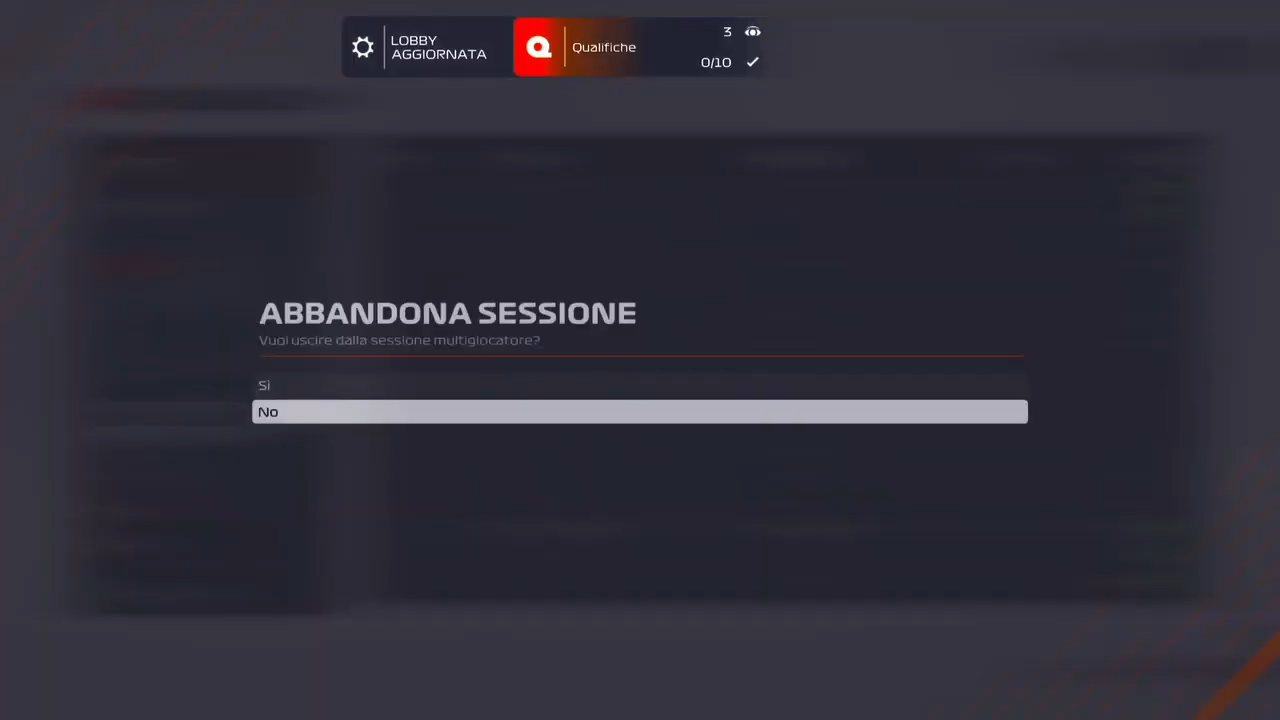 LOBBY
AGGIORNATA
Q
Qualifiche
3
0/10
ABBANDONA SESSIONE
Vuoi uscire dalla sessione multigiocatore?
Sì
No